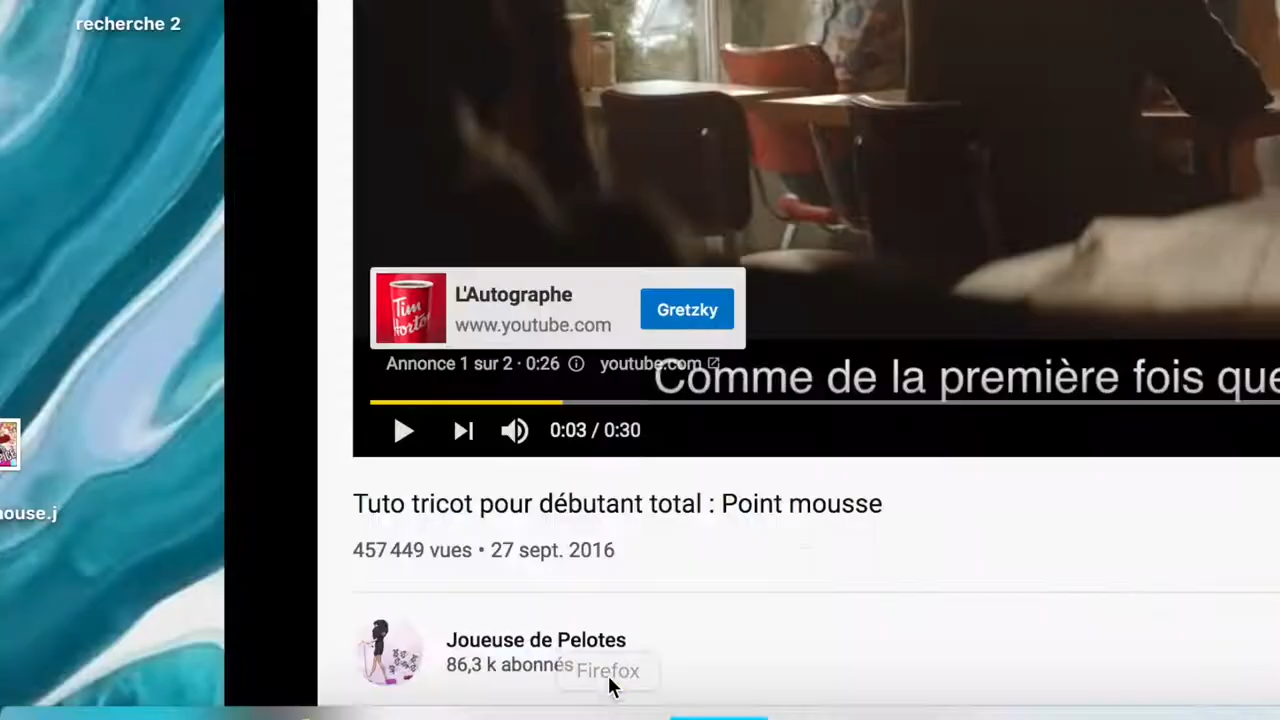 recherche 2
Tim
Hortons
L'Autographe
www.youtube.com
Gretzky
Annonce 1 sur 2 · 0:26
youtube.com
Comme de la première fois que
0:03 / 0:30
ouse.j
Tuto tricot pour débutant total : Point mousse
457 449 vues • 27 sept. 2016
Joueuse de Pelotes
86,3 k abonnés
Firefox